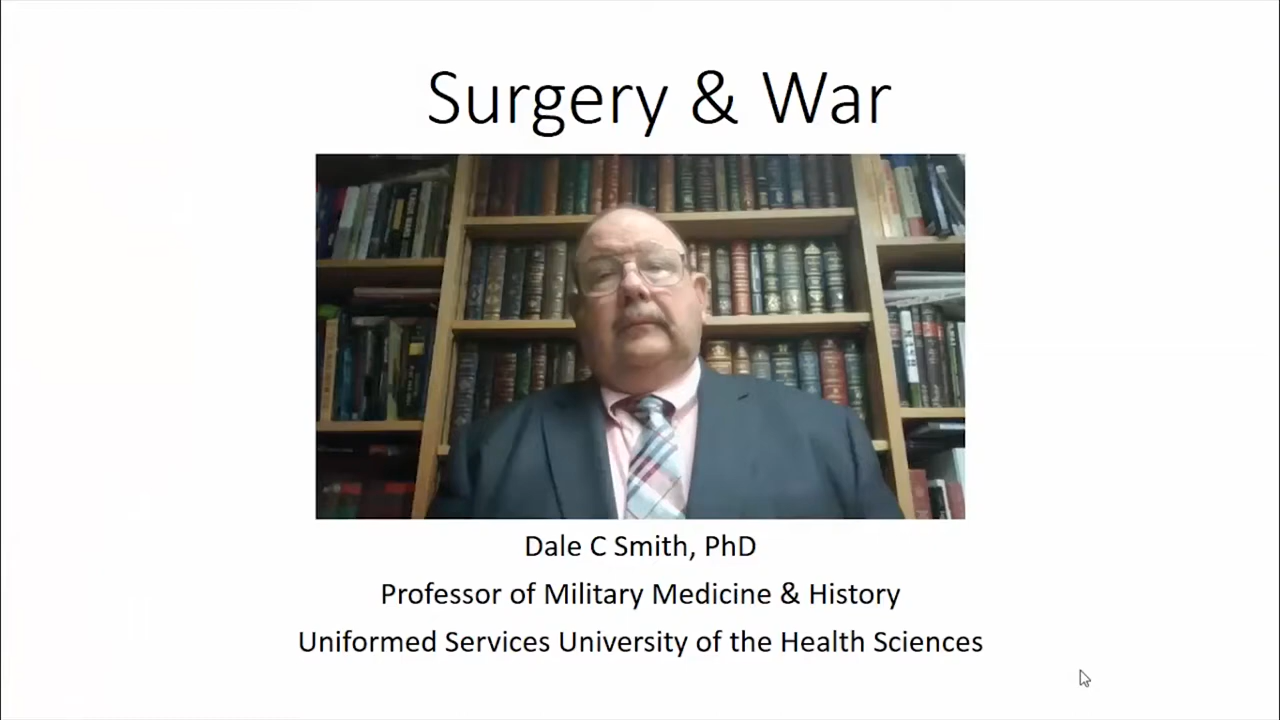 Surgery & War
Dale C Smith, PhD
Professor of Military Medicine & History
Uniformed Services University of the Health Sciences